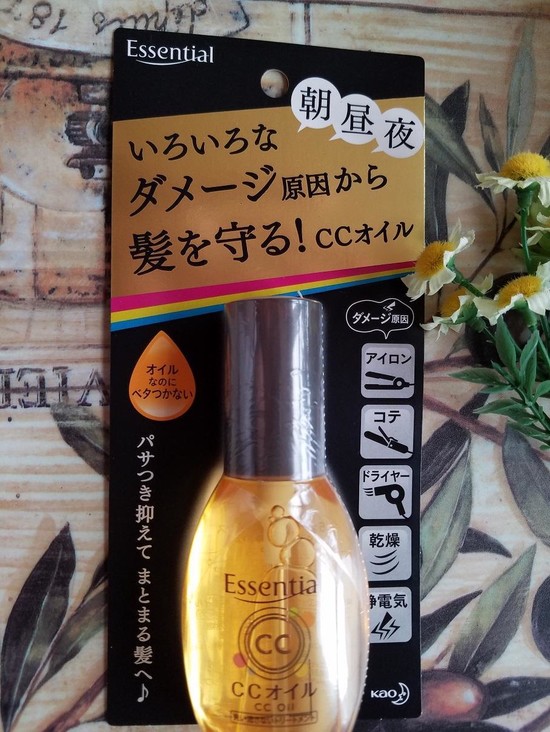 Essential
朝 昼 夜
いろいろな
ダメージ原因から
髪を守る! CCオイル
ダメージ原因
アイロン
コテ
ドライヤー
乾燥
静電気
オイル
なのに
ベタつかない
パサつき抑えて まとまる髪へ♪
Essential
CC
CCオイル
CC Oil
Kao